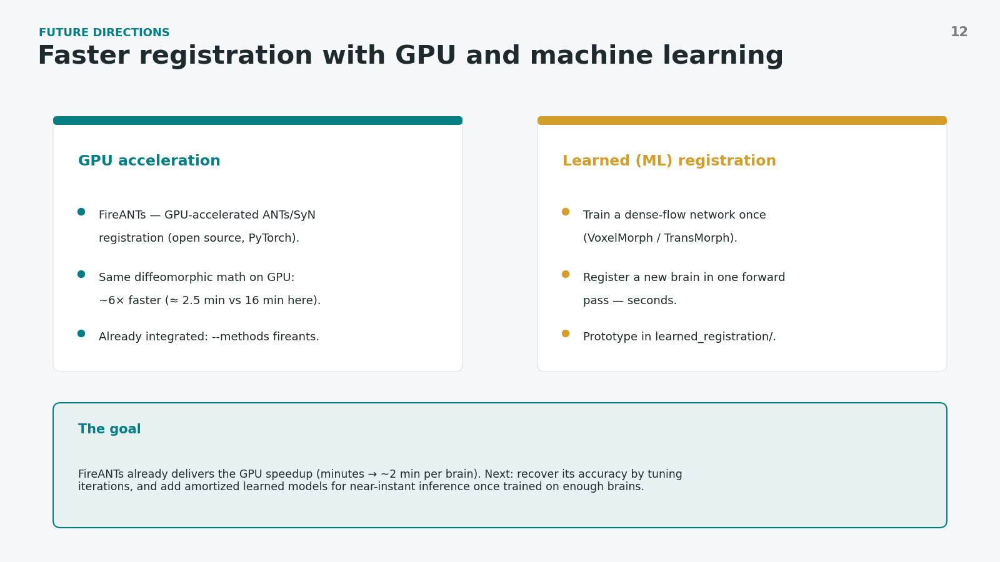 FUTURE DIRECTIONS
12
Faster registration with GPU and machine learning
GPU acceleration
FireANTs — GPU-accelerated ANTs/SyN
registration (open source, PyTorch).
Same diffeomorphic math on GPU:
~6× faster (≈ 2.5 min vs 16 min here).
Already integrated: --methods fireants.
Learned (ML) registration
Train a dense-flow network once
(VoxelMorph / TransMorph).
Register a new brain in one forward
pass — seconds.
Prototype in learned_registration/.
The goal
FireANTs already delivers the GPU speedup (minutes → ~2 min per brain). Next: recover its accuracy by tuning
iterations, and add amortized learned models for near-instant inference once trained on enough brains.